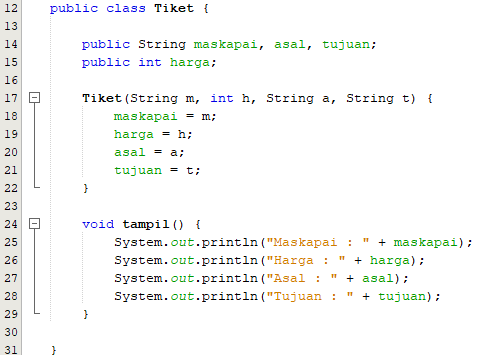 12 public class Tiket {
13
14 public String maskapai, asal, tujuan;
15 public int harga;
16
17 Tiket(String m, int h, String a, String t) {
18 maskapai = m;
19 harga = h;
20 asal = a;
21 tujuan = t;
22 }
23
24 void tampil() {
25 System.out.println("Maskapai : " + maskapai);
26 System.out.println("Harga : " + harga);
27 System.out.println("Asal : " + asal);
28 System.out.println("Tujuan : " + tujuan);
29 }
30
31 }